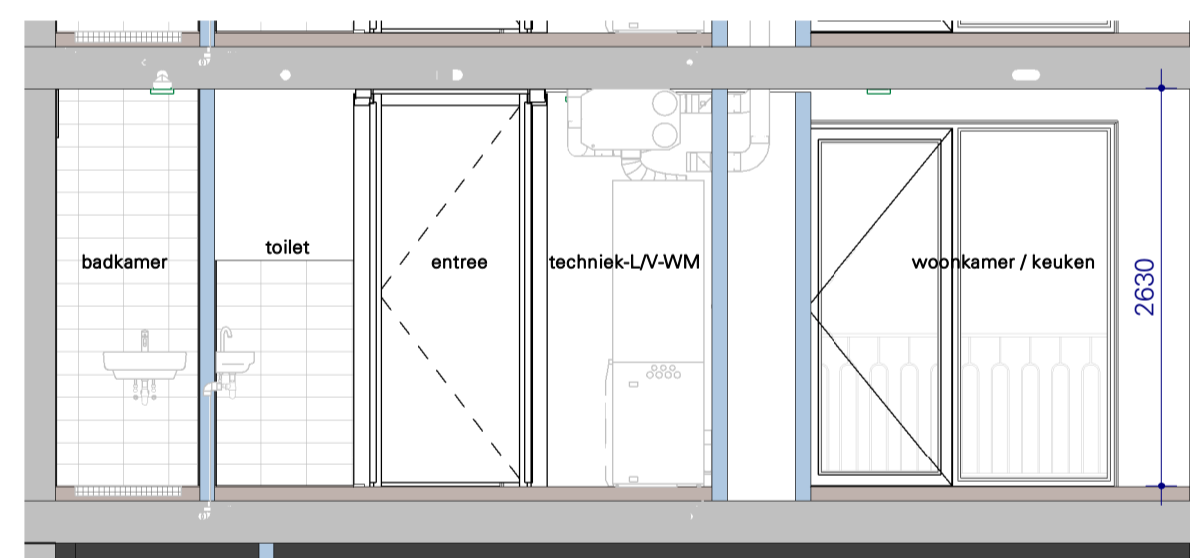 badkamer
toilet
entree
techniek-L/V-WM
woonkamer / keuken
2630